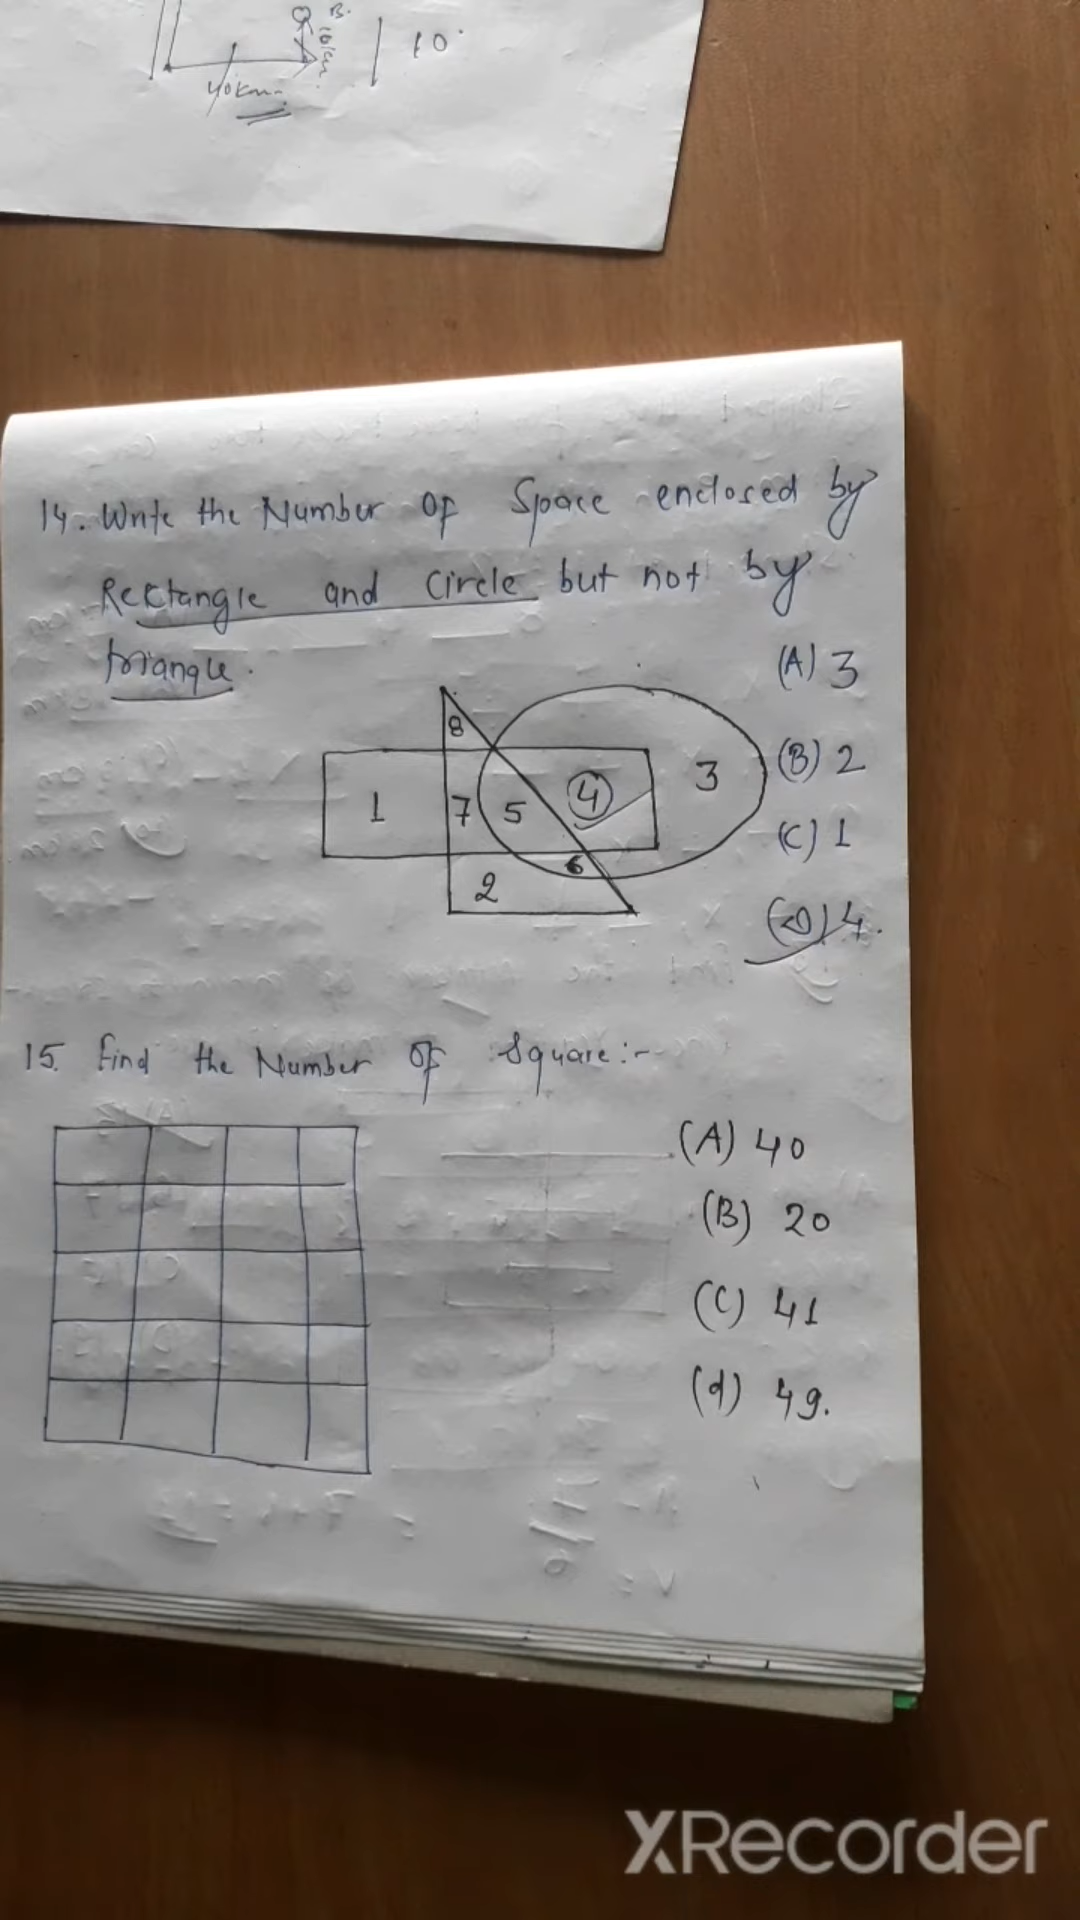 B.
10km
10
40km.
14. Write the Number Of Space enclosed by
Rectangle and Circle but not by
triangle.
(A) 3
(B) 2
(C) 1
(D) 4.
8
1
7
5
4
3
6
2
15. Find the Number Of Square:-
(A) 40
(B) 20
(C) 41
(d) 49.
XRecorder